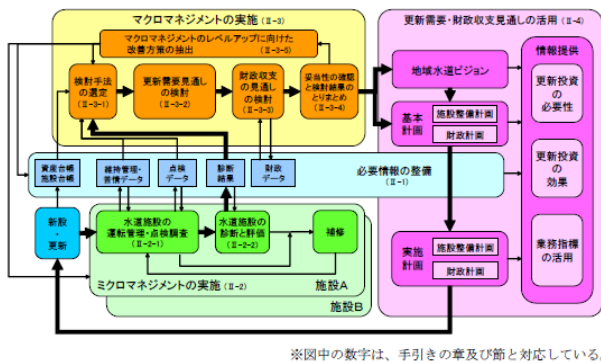 マクロマネジメントの実施 (Ⅱ-3)
マクロマネジメントのレベルアップに向けた
改善方策の抽出 (Ⅱ-3-5)
検討手法
の選定
(Ⅱ-3-1)
更新需要見通し
の検討
(Ⅱ-3-2)
財政収支
の見通し
の検討
(Ⅱ-3-3)
妥当性の確認
と検討結果の
とりまとめ
(Ⅱ-3-4)
更新需要・財政収支見通しの活用 (Ⅱ-4)
地域水道ビジョン
基本
計画
施設整備計画
財政計画
情報提供
更新投資
の
必要性
更新投資
の
効果
業務指標
の活用
資産台帳
施設台帳
維持管理・
苦情データ
点検
データ
診断
結果
財政
データ
必要情報の整備
(Ⅱ-1)
新設
・
更新
水道施設の
運転管理・点検調査
(Ⅱ-2-1)
水道施設の
診断と評価
(Ⅱ-2-2)
補修
ミクロマネジメントの実施 (Ⅱ-2)
施設A
施設B
実施
計画
施設整備計画
財政計画
※図中の数字は、手引きの章及び節と対応している。